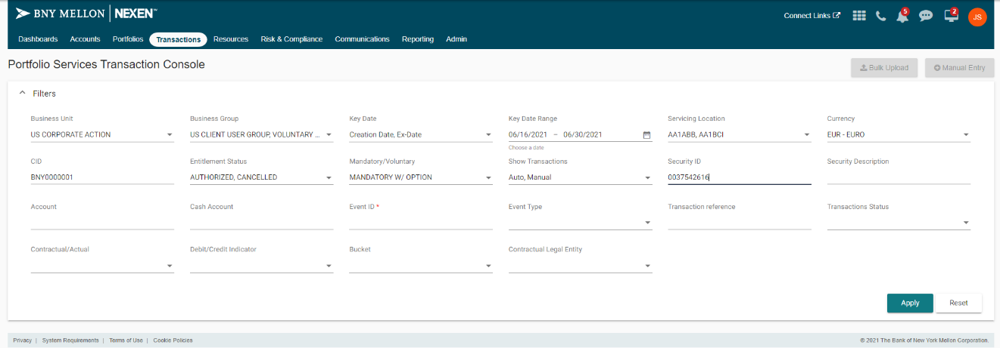 BNY MELLON | NEXEN™
Connect Links
5
2
JS
Dashboards Accounts Portfolios Transactions Resources Risk & Compliance Communications Reporting Admin
Portfolio Services Transaction Console
Bulk Upload
Manual Entry
Filters
Business Unit Business Group Key Date Key Date Range Servicing Location Currency
US CORPORATE ACTION US CLIENT USER GROUP, VOLUNTARY ... Creation Date, Ex-Date 06/16/2021 – 06/30/2021 AA1ABB, AA1BCI EUR - EURO
Choose a date
CID Entitlement Status Mandatory/Voluntary Show Transactions Security ID Security Description
BNY0000001 AUTHORIZED, CANCELLED MANDATORY W/ OPTION Auto, Manual 0037542616
Account Cash Account Event ID * Event Type Transaction reference Transactions Status
Contractual/Actual Debit/Credit Indicator Bucket Contractual Legal Entity
Apply Reset
Privacy | System Requirements | Terms of Use | Cookie Policies © 2021 The Bank of New York Mellon Corporation.